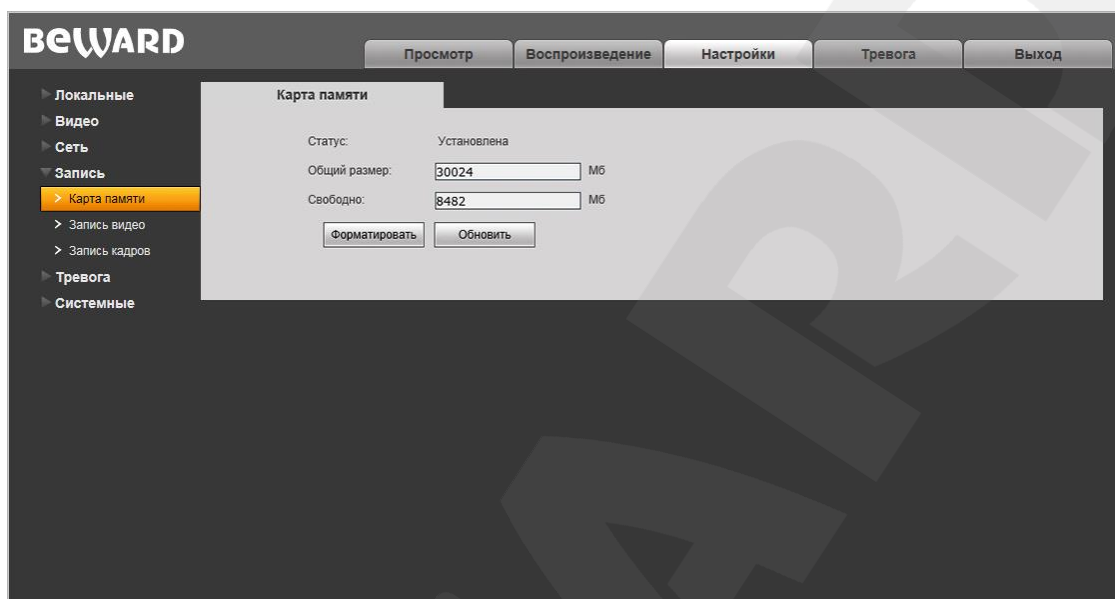 BEWARD
Просмотр Воспроизведение Настройки Тревога Выход
Локальные
Видео
Сеть
Запись
> Карта памяти
> Запись видео
> Запись кадров
Тревога
Системные
Карта памяти
Статус: Установлена
Общий размер: 30024 Мб
Свободно: 8482 Мб
Форматировать Обновить